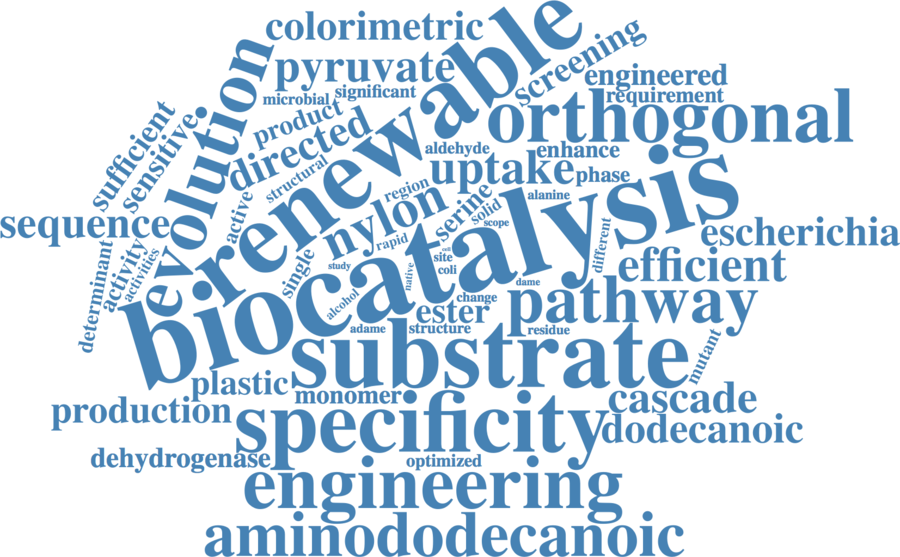 colorimetric
renewable
screening
pyruvate
engineered
requirement
microbial
significant
evolution
product
orthogonal
sufficient
sensitive
directed
aldehyde
enhance
structural
uptake
phase
region
alanine
serine
solid
scope
nylon
active
sequence
rapid
biocatalysis
escherichia
determinant
activity
activities
single
study
native
cell
site
coli
different
efficient
dame
alcohol
change
pathway
ester
adame
structure
residue
substrate
mutant
plastic
monomer
cascade
production
specificity
dodecanoic
dehydrogenase
optimized
engineering
aminododecanoic